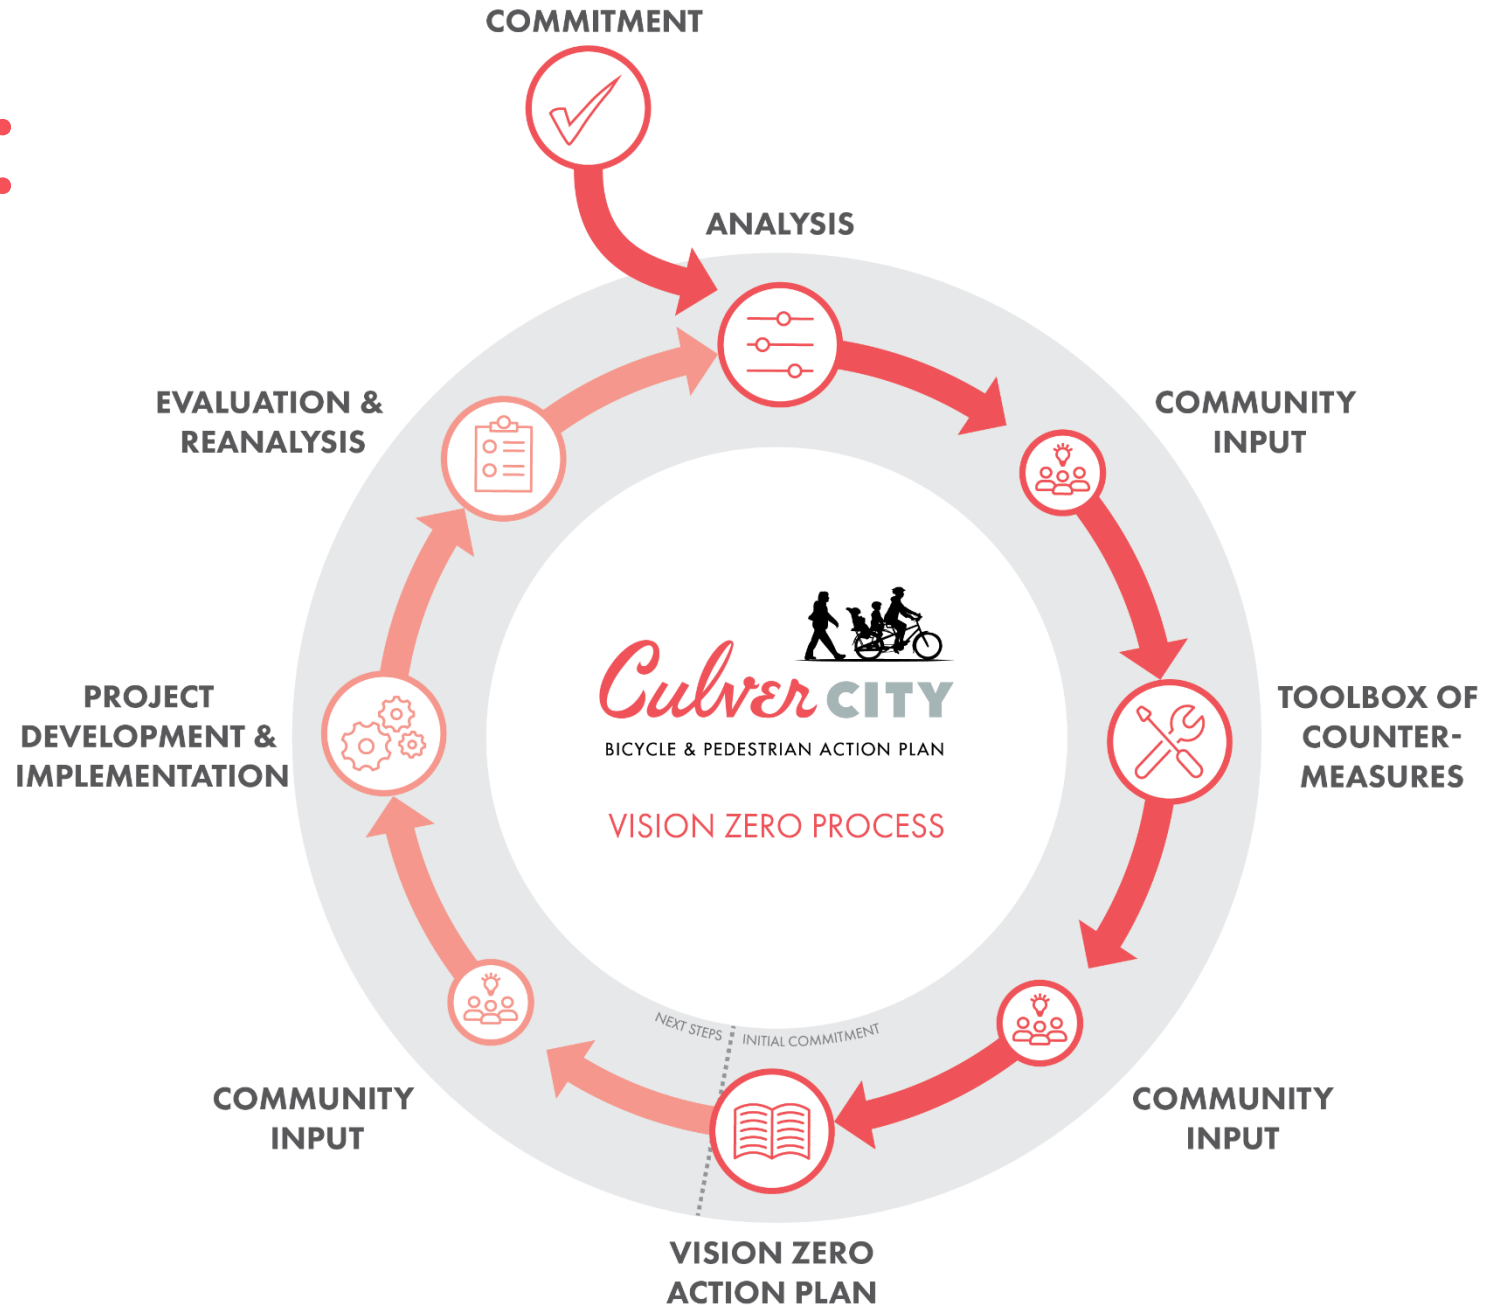 COMMITMENT
ANALYSIS
COMMUNITY
INPUT
TOOLBOX OF
COUNTER-
MEASURES
COMMUNITY
INPUT
VISION ZERO
ACTION PLAN
COMMUNITY
INPUT
PROJECT
DEVELOPMENT &
IMPLEMENTATION
EVALUATION &
REANALYSIS
Culver CITY
BICYCLE & PEDESTRIAN ACTION PLAN
VISION ZERO PROCESS
NEXT STEPS
INITIAL COMMITMENT